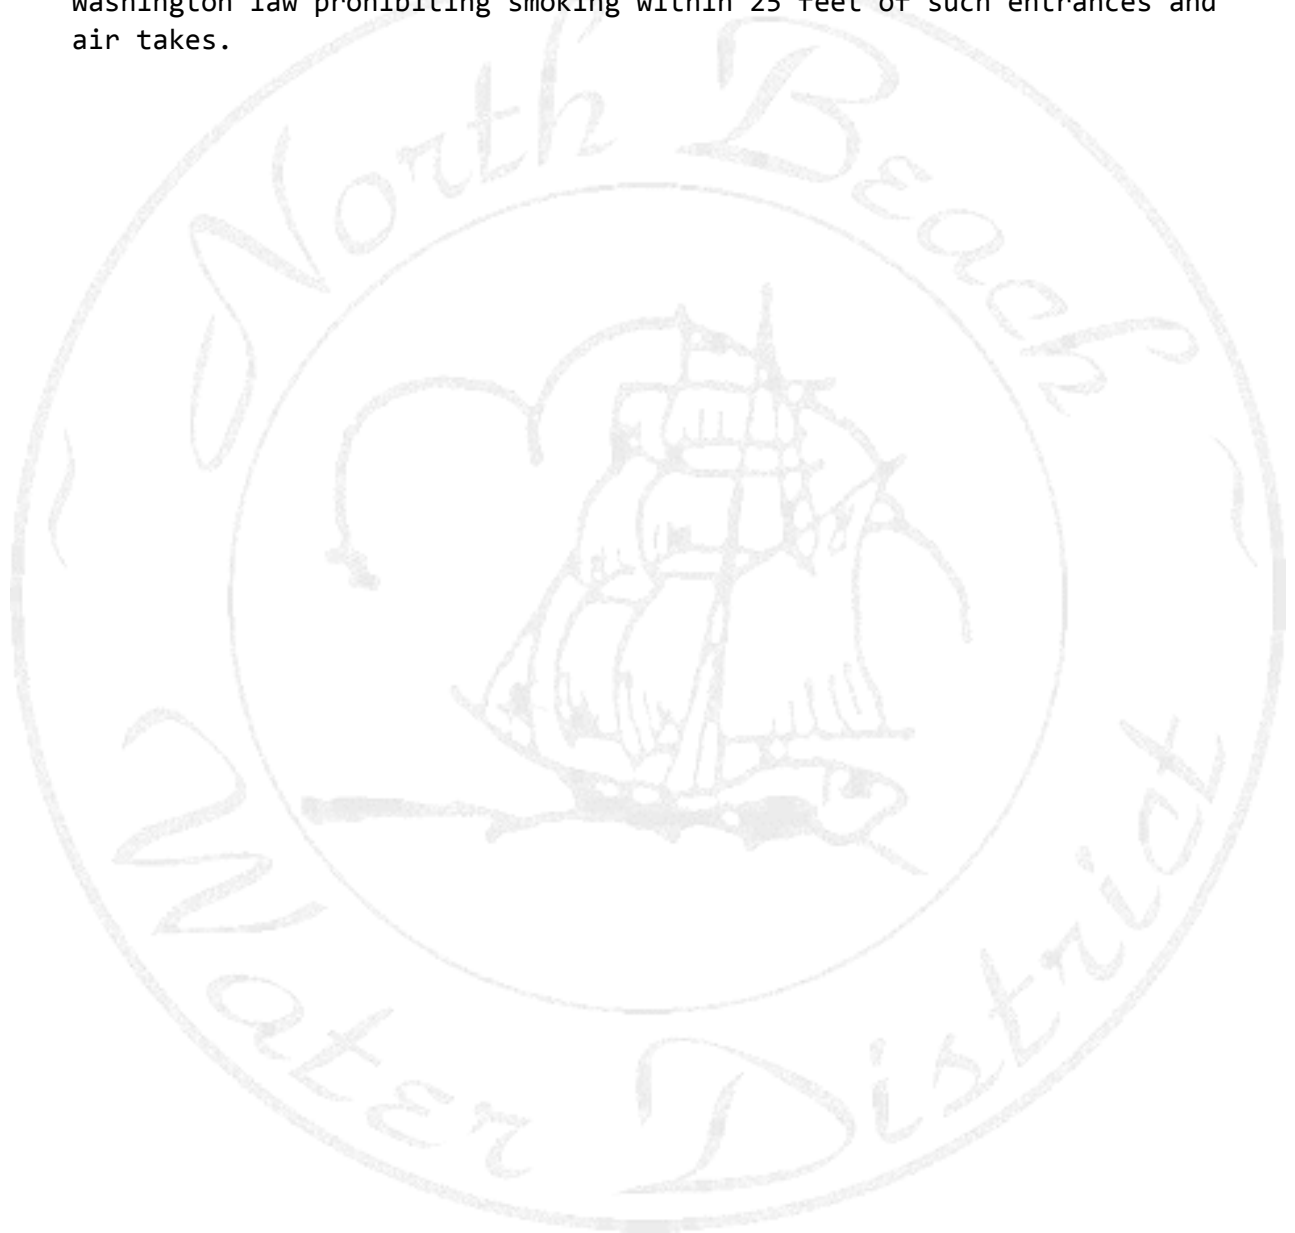 Washington law prohibiting smoking within 25 feet of such entrances and
air takes.
North Beach
Water District